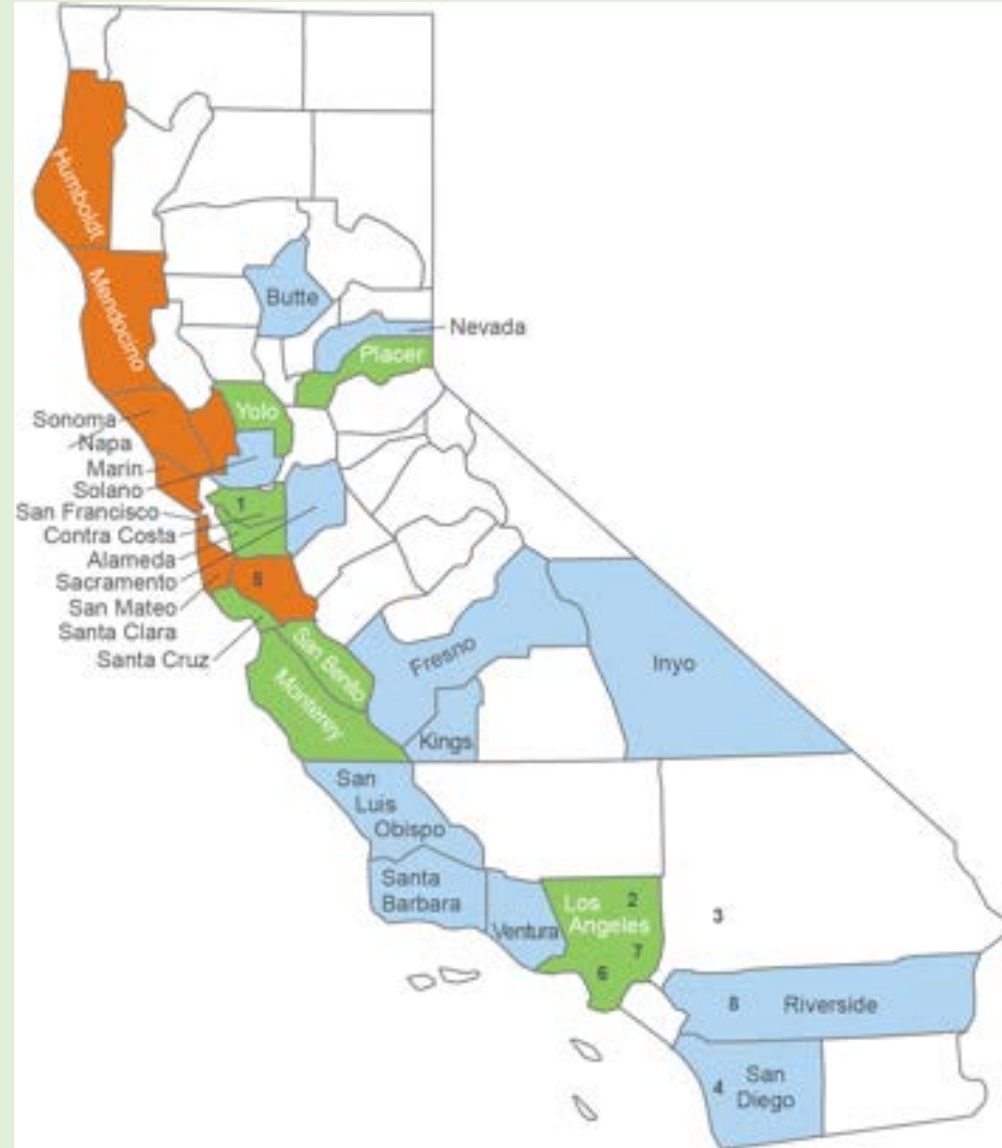 Humboldt
Mendocino
Butte
Nevada
Placer
Yolo
Sonoma
Napa
Marin
Solano
San Francisco
Contra Costa
Alameda
Sacramento
San Mateo
Santa Clara
Santa Cruz
1
5
San Benito
Monterey
Fresno
Inyo
Kings
San
Luis
Obispo
Santa
Barbara
Ventura
Los
Angeles
2
7
6
3
8
Riverside
4
San
Diego